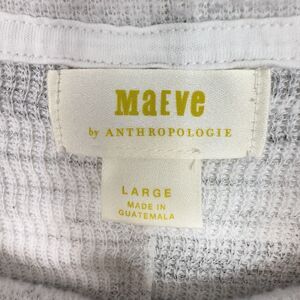 Maeve
by ANTHROPOLOGIE
LARGE
MADE IN
GUATEMALA